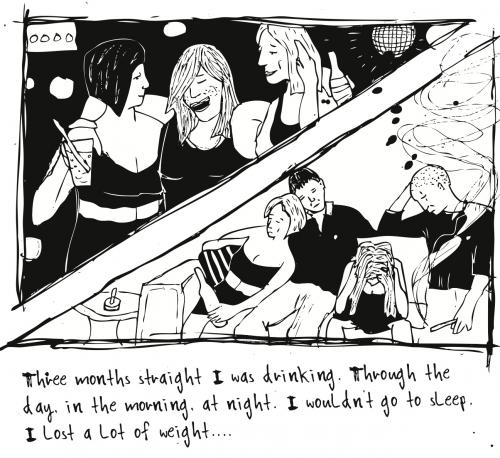 Three months straight I was drinking. Through the
day, in the morning, at night. I wouldn't go to sleep.
I Lost a Lot of weight....